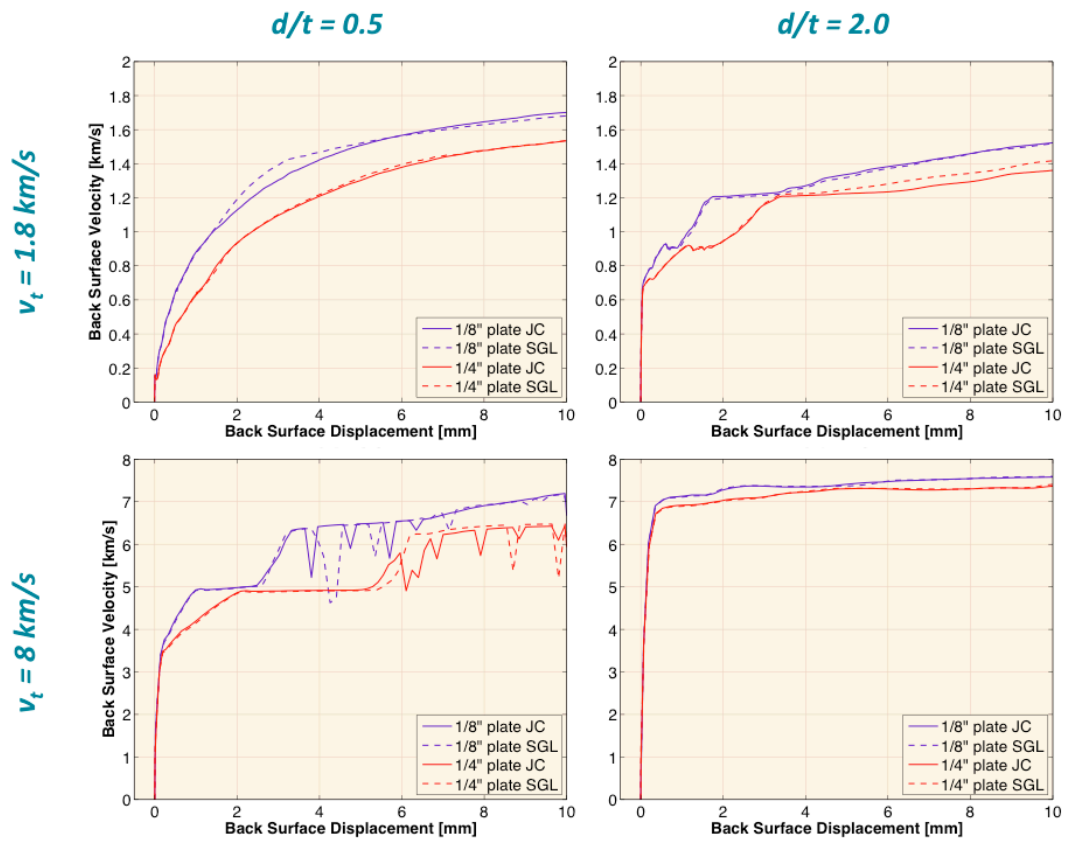 d/t = 0.5
d/t = 2.0
v_t = 1.8 km/s
Back Surface Velocity [km/s]
2
1.8
1.6
1.4
1.2
1
0.8
0.6
0.4
0.2
0
1/8" plate JC
1/8" plate SGL
1/4" plate JC
1/4" plate SGL
0 2 4 6 8 10
Back Surface Displacement [mm]
Back Surface Velocity [km/s]
2
1.8
1.6
1.4
1.2
1
0.8
0.6
0.4
0.2
0
1/8" plate JC
1/8" plate SGL
1/4" plate JC
1/4" plate SGL
0 2 4 6 8 10
Back Surface Displacement [mm]
v_t = 8 km/s
Back Surface Velocity [km/s]
8
7
6
5
4
3
2
1
0
1/8" plate JC
1/8" plate SGL
1/4" plate JC
1/4" plate SGL
0 2 4 6 8 10
Back Surface Displacement [mm]
Back Surface Velocity [km/s]
8
7
6
5
4
3
2
1
0
1/8" plate JC
1/8" plate SGL
1/4" plate JC
1/4" plate SGL
0 2 4 6 8 10
Back Surface Displacement [mm]